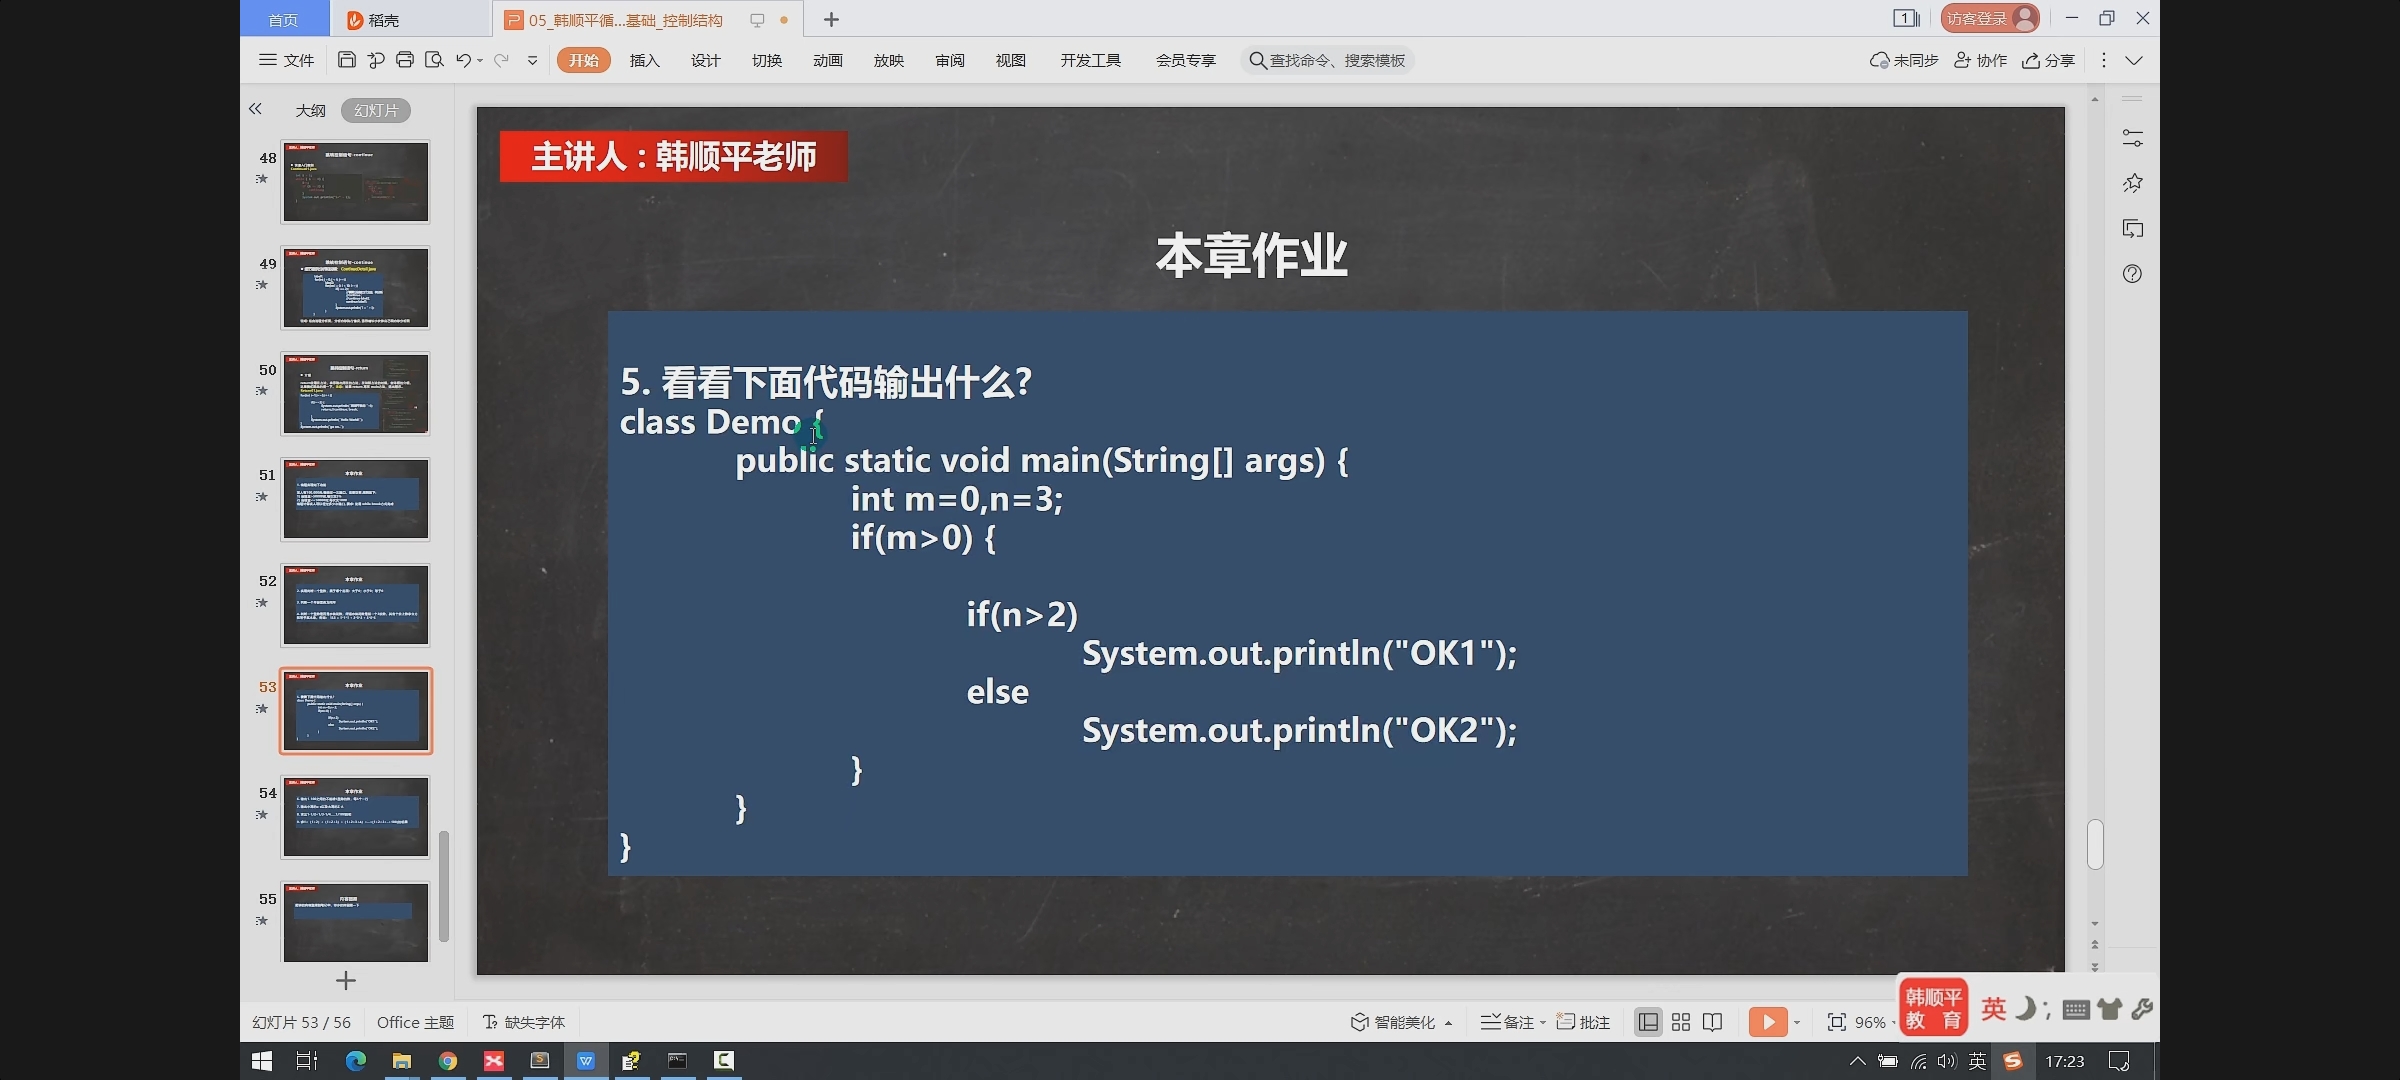 首页
稻壳
05_韩顺平循...基础_控制结构
访客登录
文件
开始
插入
设计
切换
动画
放映
审阅
视图
开发工具
会员专享
查找命令、搜索模板
未同步
协作
分享
大纲
幻灯片
48
49
50
51
52
53
54
55
主讲人：韩顺平老师
本章作业
5. 看看下面代码输出什么?
class Demo {
public static void main(String[] args) {
int m=0,n=3;
if(m>0) {
if(n>2)
System.out.println("OK1");
else
System.out.println("OK2");
}
}
}
幻灯片 53 / 56
Office 主题
缺失字体
智能美化
备注
批注
96%
韩顺平
教 育
英
英
17:23